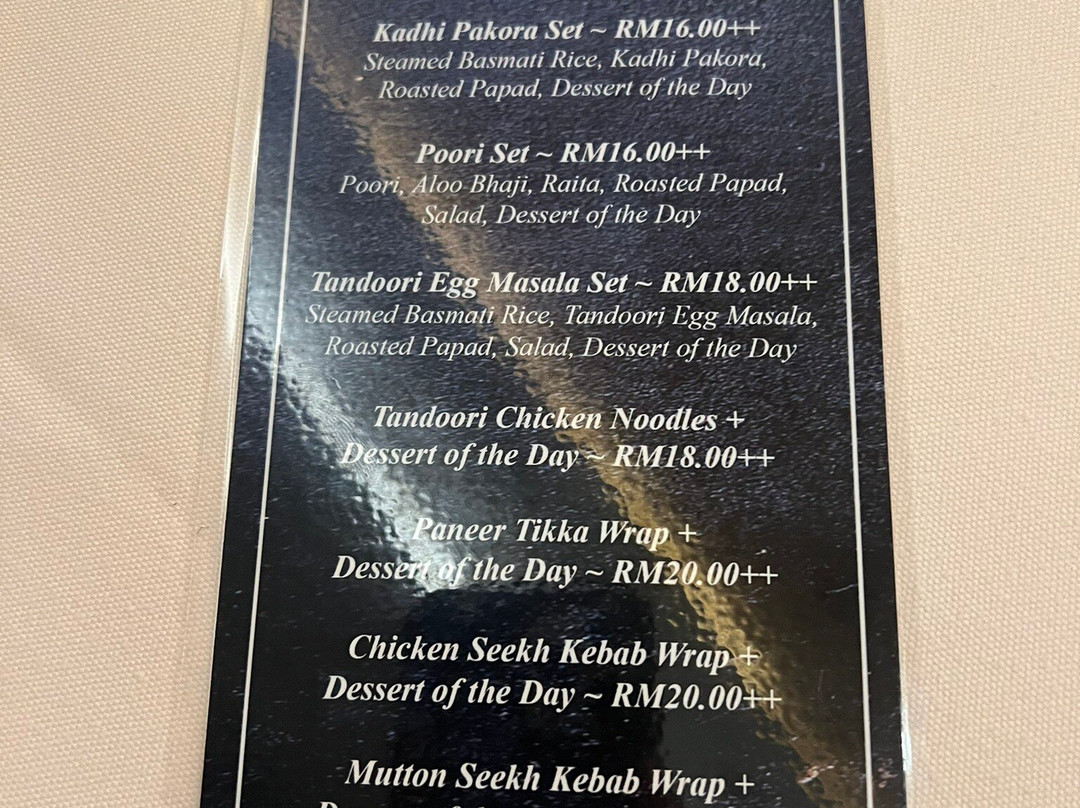 Kadhi Pakora Set ~ RM16.00++
Steamed Basmati Rice, Kadhi Pakora,
Roasted Papad, Dessert of the Day
Poori Set ~ RM16.00++
Poori, Aloo Bhaji, Raita, Roasted Papad,
Salad, Dessert of the Day
Tandoori Egg Masala Set ~ RM18.00++
Steamed Basmati Rice, Tandoori Egg Masala,
Roasted Papad, Salad, Dessert of the Day
Tandoori Chicken Noodles +
Dessert of the Day ~ RM18.00++
Paneer Tikka Wrap +
Dessert of the Day ~ RM20.00++
Chicken Seekh Kebab Wrap +
Dessert of the Day ~ RM20.00++
Mutton Seekh Kebab Wrap +